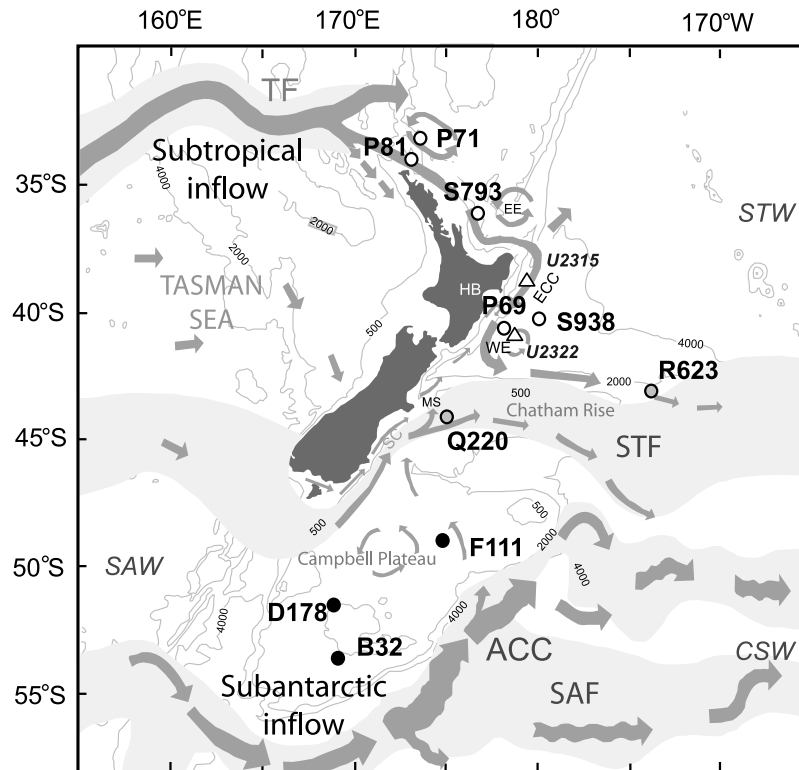 160°E 170°E 180° 170°W
TF
P81 P71
Subtropical
inflow
4000
35°S
S793
EE
STW
2000
2000
U2315
TASMAN
SEA
HB
ECC
40°S
P69
S938
500
WE
U2322
4000
R623
2000
500
MS
Chatham Rise
45°S
SC
Q220
STF
500
500
2000
F111
SAW
50°S
Campbell Plateau
4000
4000
4000
D178
B32
ACC
CSW
Subantarctic
inflow
SAF
55°S